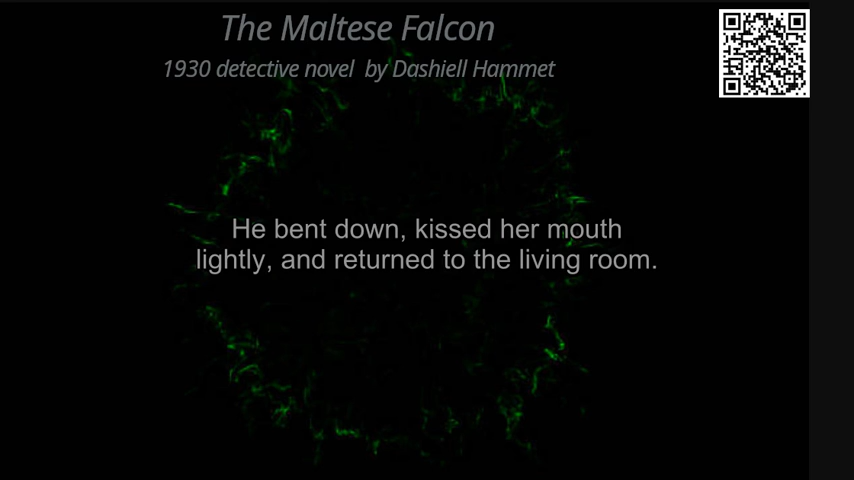 The Maltese Falcon
1930 detective novel by Dashiell Hammet
He bent down, kissed her mouth
lightly, and returned to the living room.